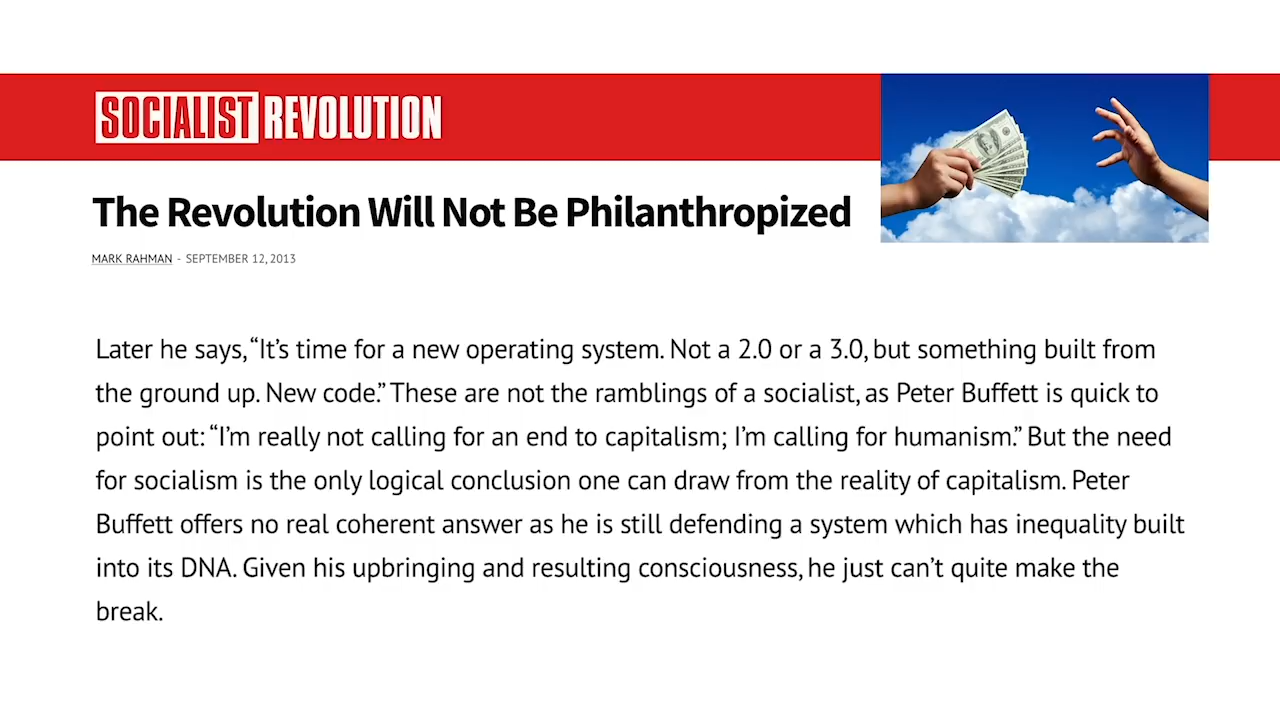 SOCIALIST REVOLUTION
The Revolution Will Not Be Philanthropized
MARK RAHMAN - SEPTEMBER 12, 2013
Later he says, “It’s time for a new operating system. Not a 2.0 or a 3.0, but something built from
the ground up. New code.” These are not the ramblings of a socialist, as Peter Buffett is quick to
point out: “I’m really not calling for an end to capitalism; I’m calling for humanism.” But the need
for socialism is the only logical conclusion one can draw from the reality of capitalism. Peter
Buffett offers no real coherent answer as he is still defending a system which has inequality built
into its DNA. Given his upbringing and resulting consciousness, he just can’t quite make the
break.